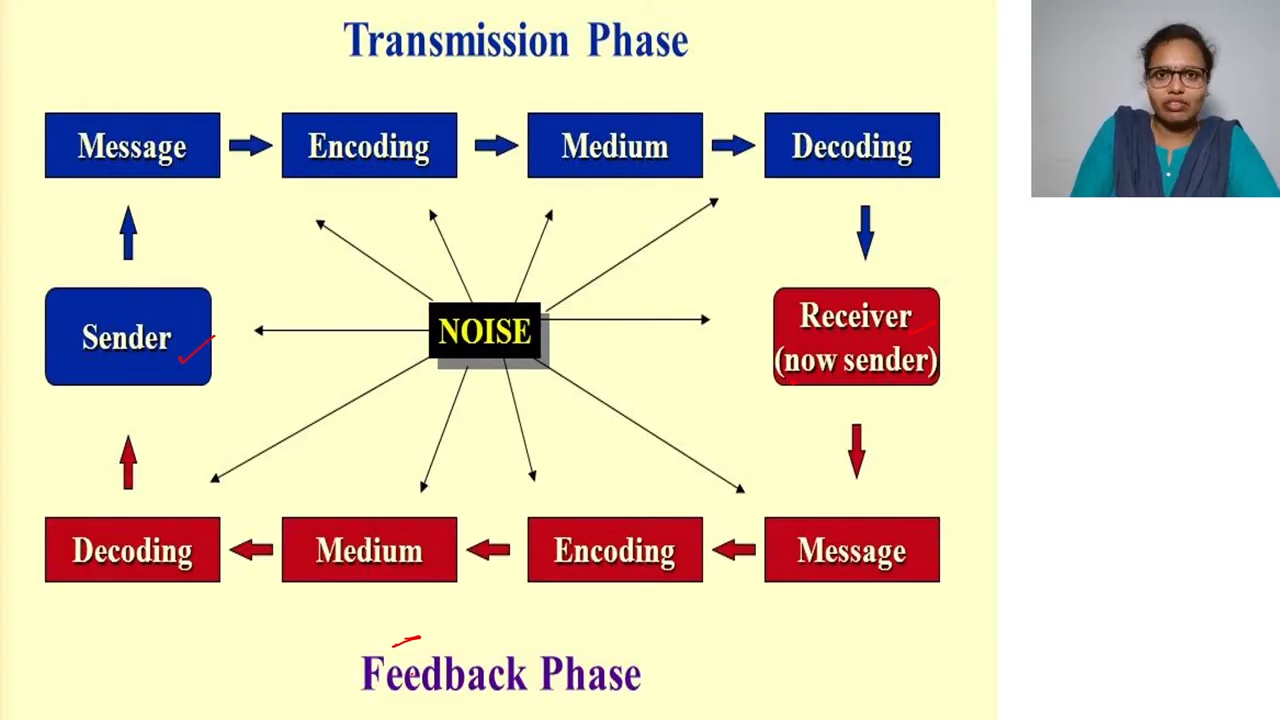 Transmission Phase
Message
Encoding
Medium
Decoding
Sender
NOISE
Receiver
(now sender)
Decoding
Medium
Encoding
Message
Feedback Phase